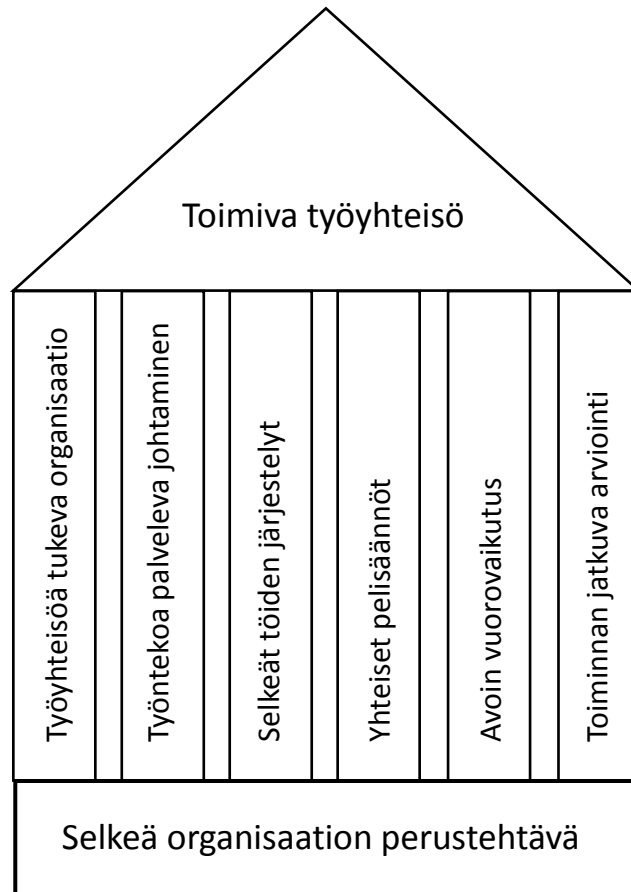 Toimiva työyhteisö
Työyhteisöä tukeva organisaatio
Työntekoa palveleva johtaminen
Selkeät töiden järjestelyt
Yhteiset pelisäännöt
Avoin vuorovaikutus
Toiminnan jatkuva arviointi
Selkeä organisaation perustehtävä